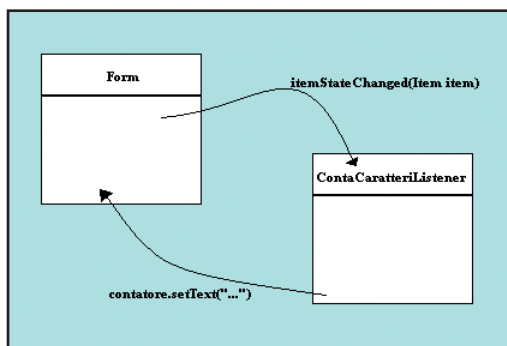 Form
itemStateChanged(Item item)
ContaCaratteriListener
contatore.setText("...")